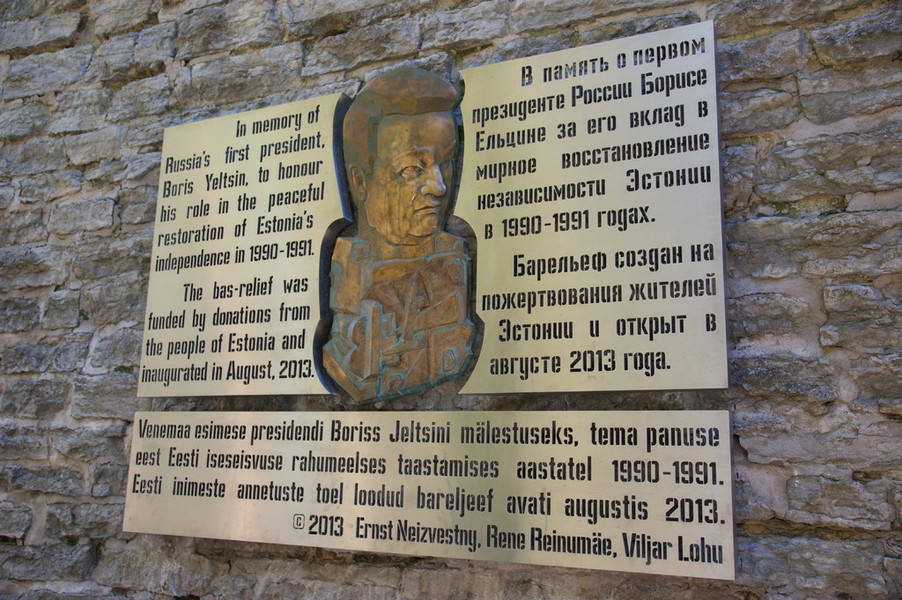 In memory of
Russia's first president,
Boris Yeltsin, to honour
his role in the peaceful
restoration of Estonia's
independence in 1990-1991.
The bas-relief was
funded by donations from
the people of Estonia and
inaugurated in August, 2013.
В память о первом
президенте России Борисе
Ельцине за его вклад в
мирное восстановление
независимости Эстонии
в 1990-1991 годах.
Барельеф создан на
пожертвования жителей
Эстонии и открыт в
августе 2013 года.
Venemaa esimese presidendi Boriss Jeltsini mälestuseks, tema panuse
eest Eesti iseseisvuse rahumeelses taastamises aastatel 1990-1991.
Eesti inimeste annetuste toel loodud bareljeef avati augustis 2013.
© 2013 Ernst Neizvestny, Rene Reinumäe, Viljar Lohu